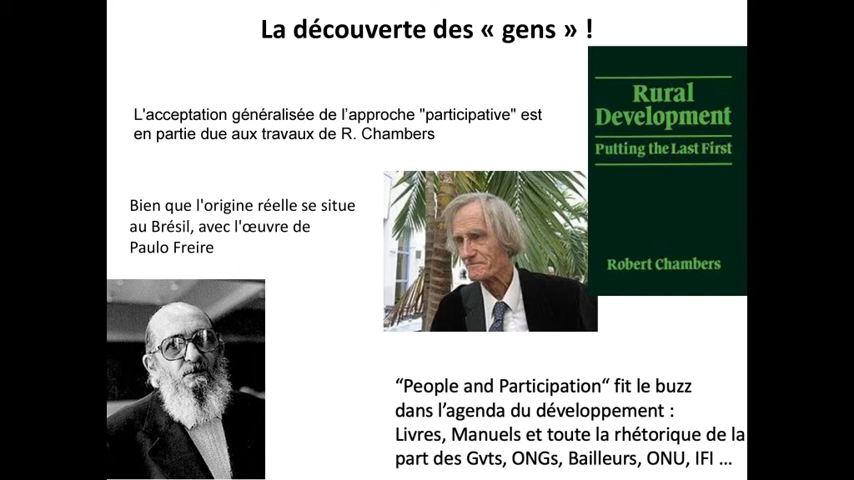 La découverte des « gens » !
L'acceptation généralisée de l’approche "participative" est
en partie due aux travaux de R. Chambers
Rural
Development
Putting the Last First
Robert Chambers
Bien que l'origine réelle se situe
au Brésil, avec l'œuvre de
Paulo Freire
“People and Participation“ fit le buzz
dans l’agenda du développement :
Livres, Manuels et toute la rhétorique de la
part des Gvts, ONGs, Bailleurs, ONU, IFI ...